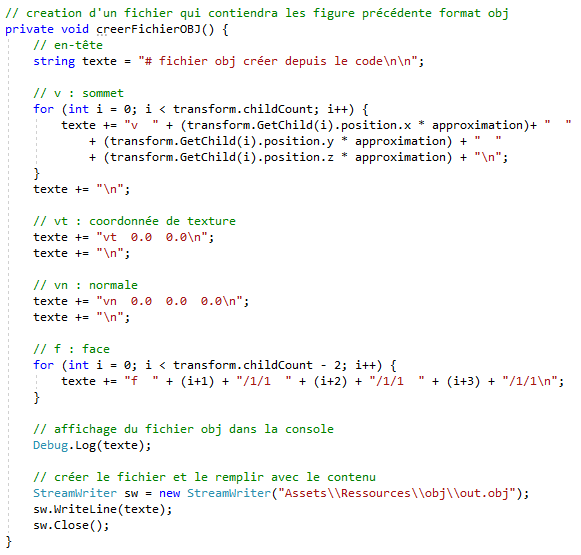 // creation d'un fichier qui contiendra les figure précédente format obj
private void creerFichierOBJ() {
// en-tête
string texte = "# fichier obj créer depuis le code\n\n";
// v : sommet
for (int i = 0; i < transform.childCount; i++) {
texte += "v  " + (transform.GetChild(i).position.x * approximation)+ "  "
+ (transform.GetChild(i).position.y * approximation) + "  "
+ (transform.GetChild(i).position.z * approximation) + "\n";
}
texte += "\n";
// vt : coordonnée de texture
texte += "vt  0.0  0.0\n";
texte += "\n";
// vn : normale
texte += "vn  0.0  0.0  0.0\n";
texte += "\n";
// f : face
for (int i = 0; i < transform.childCount - 2; i++) {
texte += "f  " + (i+1) + "/1/1  " + (i+2) + "/1/1  " + (i+3) + "/1/1\n";
}
// affichage du fichier obj dans la console
Debug.Log(texte);
// créer le fichier et le remplir avec le contenu
StreamWriter sw = new StreamWriter("Assets\\Ressources\\obj\\out.obj");
sw.WriteLine(texte);
sw.Close();
}